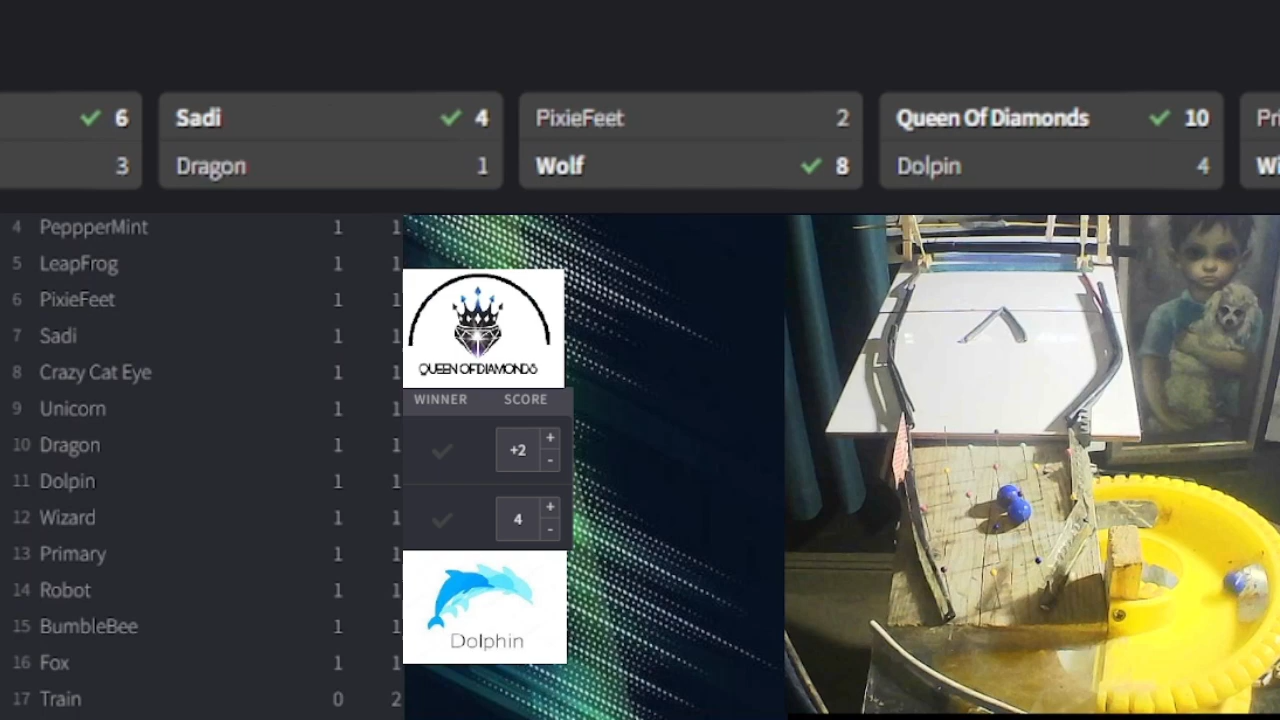 6
3
Sadi 4
Dragon 1
PixieFeet 2
Wolf 8
Queen Of Diamonds 10
Dolpin 4
4 PeppperMint 1 1
5 LeapFrog 1 1
6 PixieFeet 1 1
7 Sadi 1 1
8 Crazy Cat Eye 1 1
9 Unicorn 1 1
10 Dragon 1 1
11 Dolpin 1 1
12 Wizard 1 1
13 Primary 1 1
14 Robot 1 1
15 BumbleBee 1 1
16 Fox 1 1
17 Train 0 2
QUEEN OF DIAMONDS
WINNER SCORE
+2 + -
4 + -
Dolphin